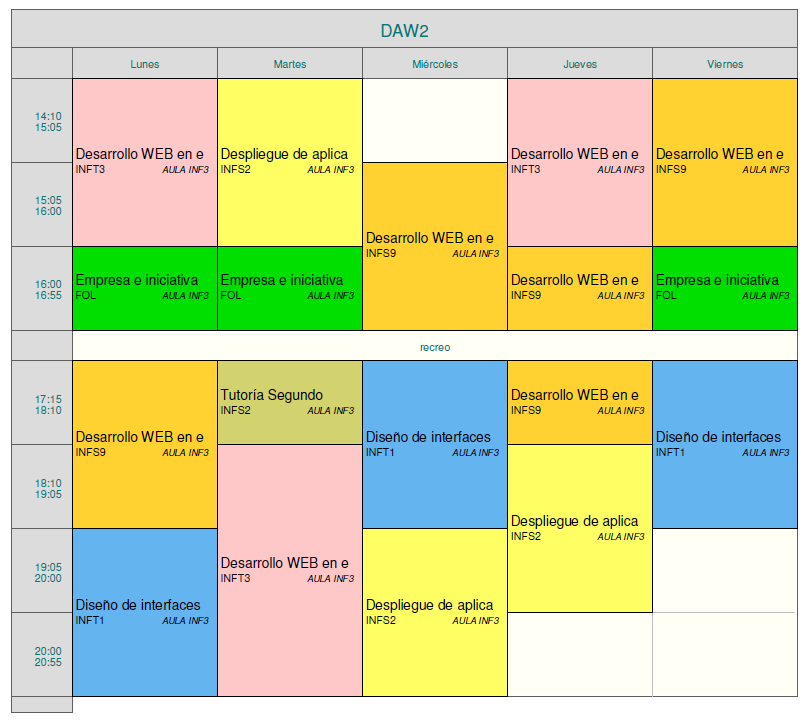 DAW2
Lunes Martes Miércoles Jueves Viernes
14:10
15:05
Desarrollo WEB en e
INFT3 AULA INF3
Despliegue de aplica
INFS2 AULA INF3
Desarrollo WEB en e
INFT3 AULA INF3
Desarrollo WEB en e
INFS9 AULA INF3
15:05
16:00
Desarrollo WEB en e
INFS9 AULA INF3
16:00
16:55
Empresa e iniciativa
FOL AULA INF3
Empresa e iniciativa
FOL AULA INF3
Desarrollo WEB en e
INFS9 AULA INF3
Empresa e iniciativa
FOL AULA INF3
recreo
17:15
18:10
Desarrollo WEB en e
INFS9 AULA INF3
Tutoría Segundo
INFS2 AULA INF3
Diseño de interfaces
INFT1 AULA INF3
Desarrollo WEB en e
INFS9 AULA INF3
Diseño de interfaces
INFT1 AULA INF3
18:10
19:05
Desarrollo WEB en e
INFT3 AULA INF3
Despliegue de aplica
INFS2 AULA INF3
19:05
20:00
Diseño de interfaces
INFT1 AULA INF3
Despliegue de aplica
INFS2 AULA INF3
20:00
20:55